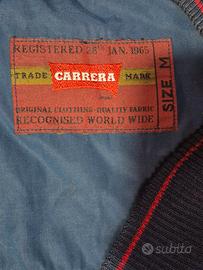 REGISTERED 28TH JAN. 1965
TRADE CARRERA MARK
ORIGINAL CLOTHING-QUALITY FABRIC
RECOGNISED WORLD WIDE
SIZE. M
subito